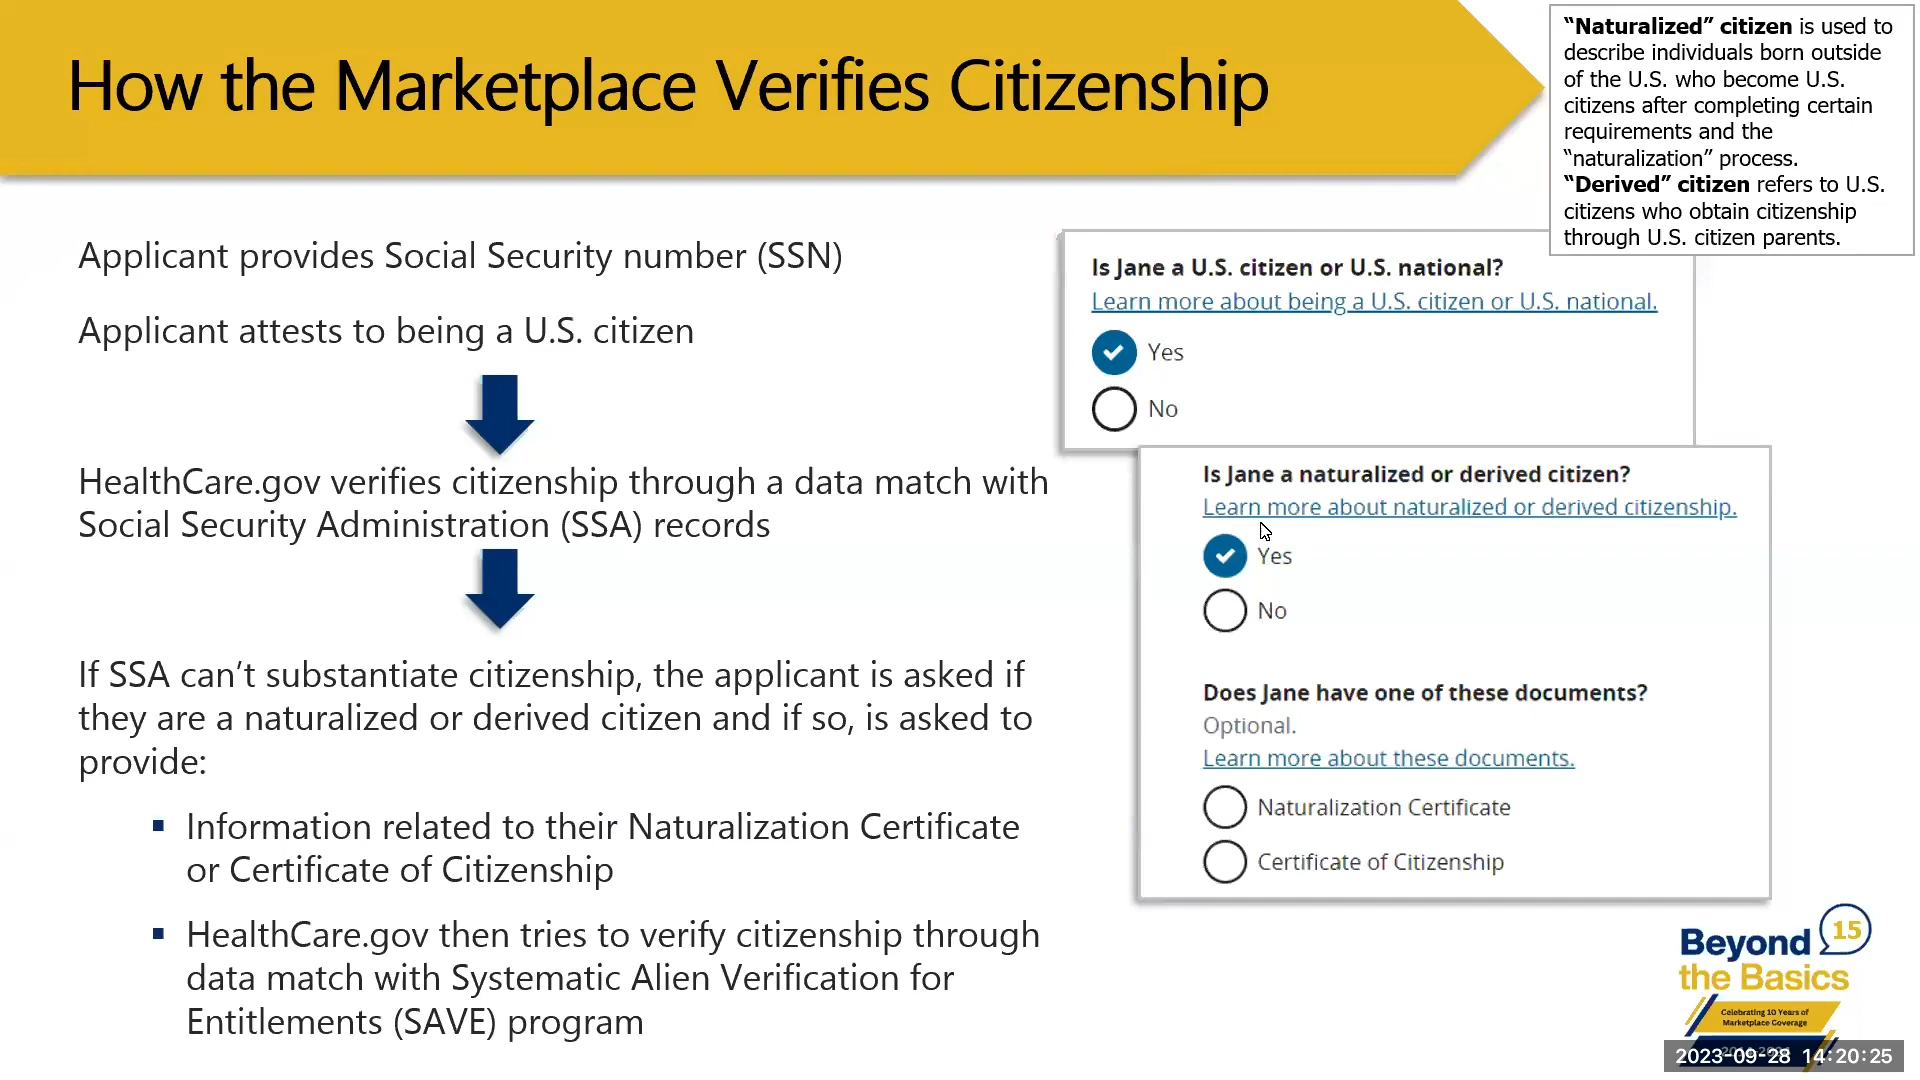 How the Marketplace Verifies Citizenship
“Naturalized” citizen is used to
describe individuals born outside
of the U.S. who become U.S.
citizens after completing certain
requirements and the
“naturalization” process.
“Derived” citizen refers to U.S.
citizens who obtain citizenship
through U.S. citizen parents.
Applicant provides Social Security number (SSN)
Applicant attests to being a U.S. citizen
HealthCare.gov verifies citizenship through a data match with
Social Security Administration (SSA) records
If SSA can’t substantiate citizenship, the applicant is asked if
they are a naturalized or derived citizen and if so, is asked to
provide:
▪ Information related to their Naturalization Certificate
or Certificate of Citizenship
▪ HealthCare.gov then tries to verify citizenship through
data match with Systematic Alien Verification for
Entitlements (SAVE) program
Is Jane a U.S. citizen or U.S. national?
Learn more about being a U.S. citizen or U.S. national.
Yes
No
Is Jane a naturalized or derived citizen?
Learn more about naturalized or derived citizenship.
Yes
No
Does Jane have one of these documents?
Optional.
Learn more about these documents.
Naturalization Certificate
Certificate of Citizenship
Beyond 15
the Basics
Celebrating 10 Years of
Marketplace Coverage
2023-09-28 14:20:25